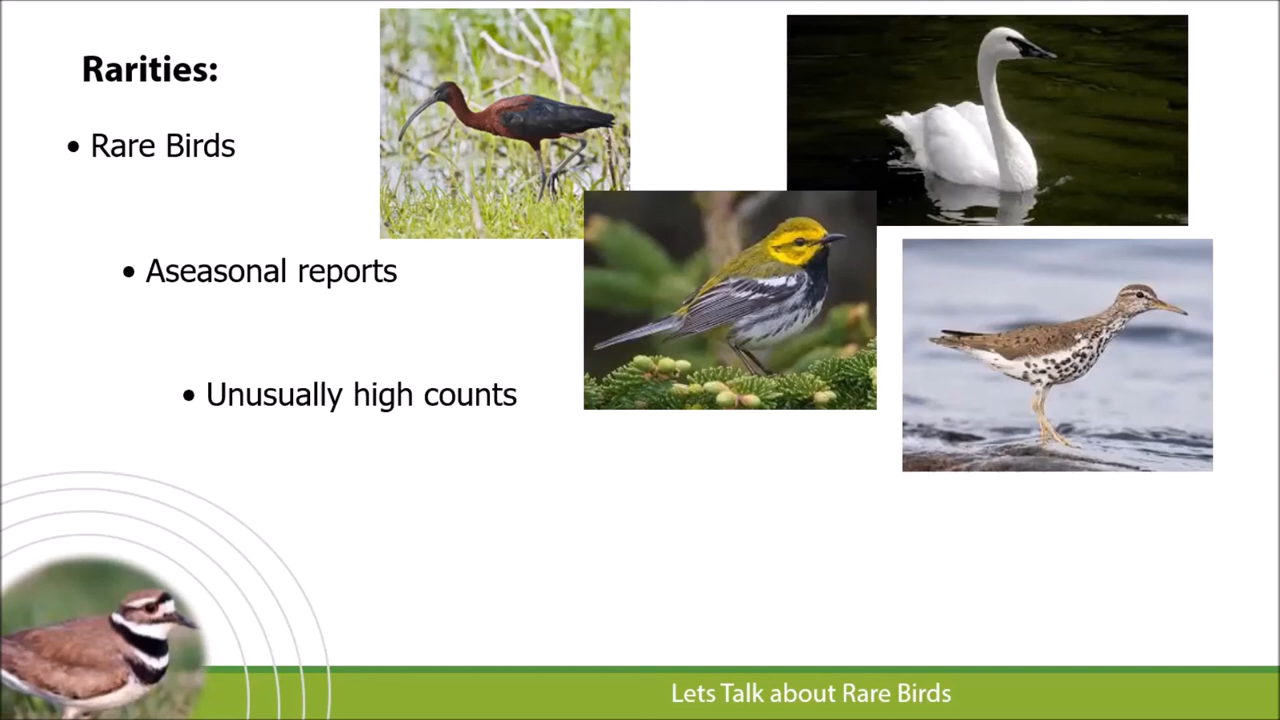 Rarities:
• Rare Birds
• Aseasonal reports
• Unusually high counts
Lets Talk about Rare Birds